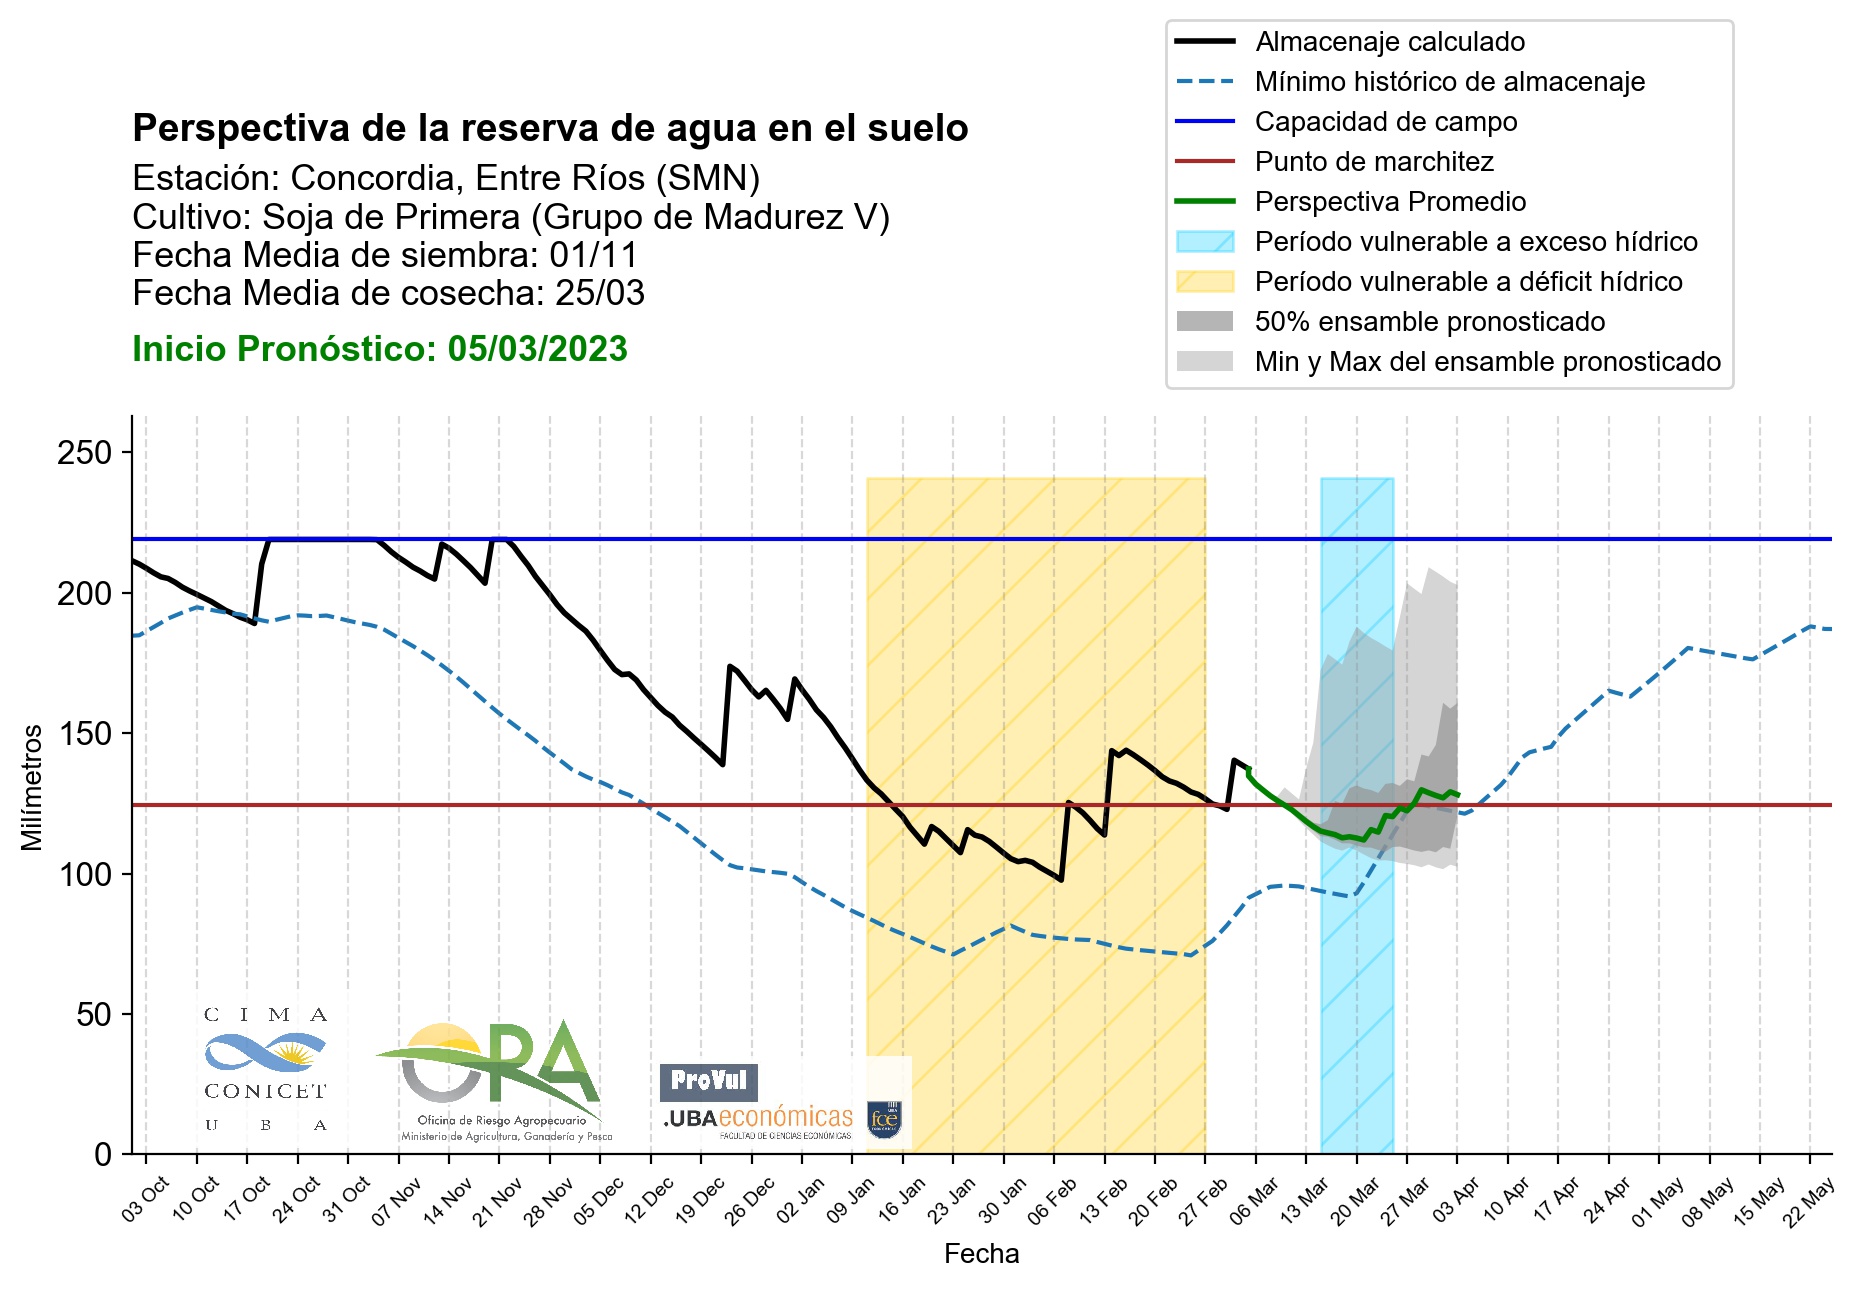 Almacenaje calculado
Mínimo histórico de almacenaje
Capacidad de campo
Punto de marchitez
Perspectiva Promedio
Período vulnerable a exceso hídrico
Período vulnerable a déficit hídrico
50% ensamble pronosticado
Min y Max del ensamble pronosticado
Perspectiva de la reserva de agua en el suelo
Estación: Concordia, Entre Ríos (SMN)
Cultivo: Soja de Primera (Grupo de Madurez V)
Fecha Media de siembra: 01/11
Fecha Media de cosecha: 25/03
Inicio Pronóstico: 05/03/2023
250
200
150
100
50
0
Milímetros
CIMA
CONICET
UBA
ORA
Oficina de Riesgo Agropecuario
Ministerio de Agricultura, Ganadería y Pesca
ProVul
.UBAeconómicas
FACULTAD DE CIENCIAS ECONÓMICAS
fce
03 Oct
10 Oct
17 Oct
24 Oct
31 Oct
07 Nov
14 Nov
21 Nov
28 Nov
05 Dec
12 Dec
19 Dec
26 Dec
02 Jan
09 Jan
16 Jan
23 Jan
30 Jan
06 Feb
13 Feb
20 Feb
27 Feb
06 Mar
13 Mar
20 Mar
27 Mar
03 Apr
10 Apr
17 Apr
24 Apr
01 May
08 May
15 May
22 May
Fecha